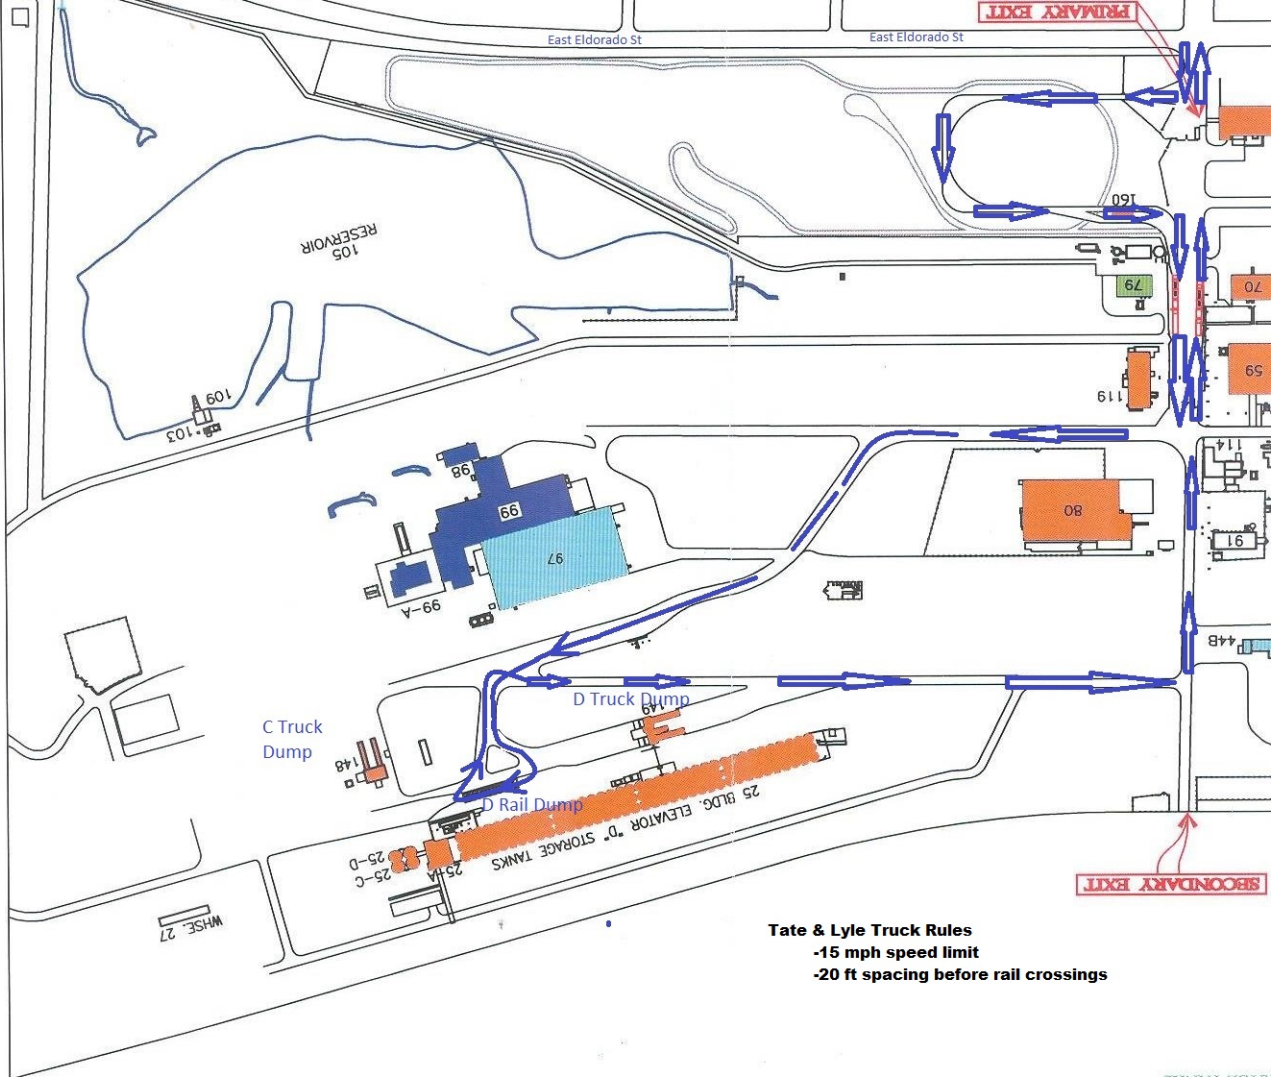 PRIMARY EXIT
East Eldorado St
East Eldorado St
160
105
RESERVOIR
79
70
59
119
109
103
114
98
99
80
97
91
99-A
44B
D Truck Dump
149
C Truck
Dump
148
D Rail Dump
25 BLDG. ELEVATOR "D" STORAGE TANKS
25-D
25-C
25-A
SECONDARY EXIT
WHSE. 27
Tate & Lyle Truck Rules
-15 mph speed limit
-20 ft spacing before rail crossings